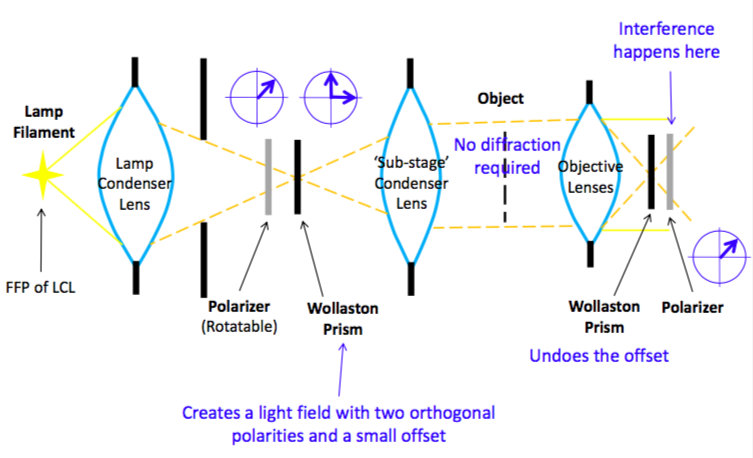 Interference
happens here
Lamp
Filament
Object
Lamp
Condenser
Lens
'Sub-stage'
Condenser
Lens
No diffraction
required
Objective
Lenses
FFP of LCL
Polarizer
(Rotatable)
Wollaston
Prism
Wollaston
Prism
Polarizer
Undoes the offset
Creates a light field with two orthogonal
polarities and a small offset